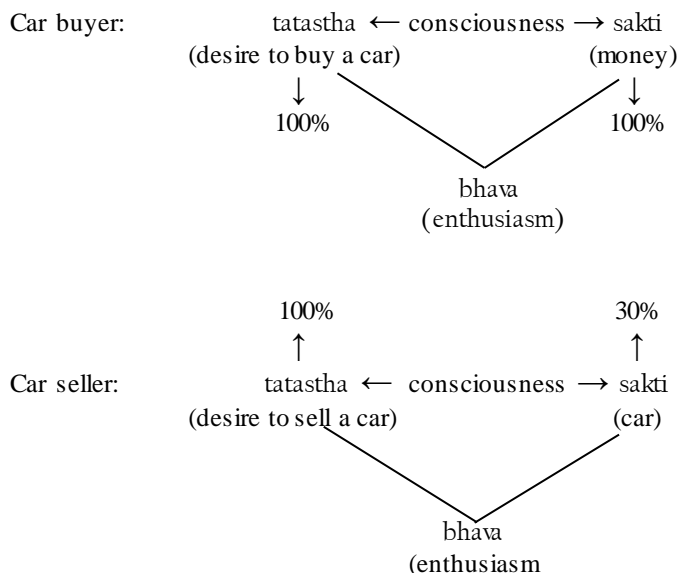 Car buyer: tatastha ← consciousness → sakti
(desire to buy a car) (money)
↓ ↓
100% 100%
bhava
(enthusiasm)
100% 30%
↑ ↑
Car seller: tatastha ← consciousness → sakti
(desire to sell a car) (car)
bhava
(enthusiasm